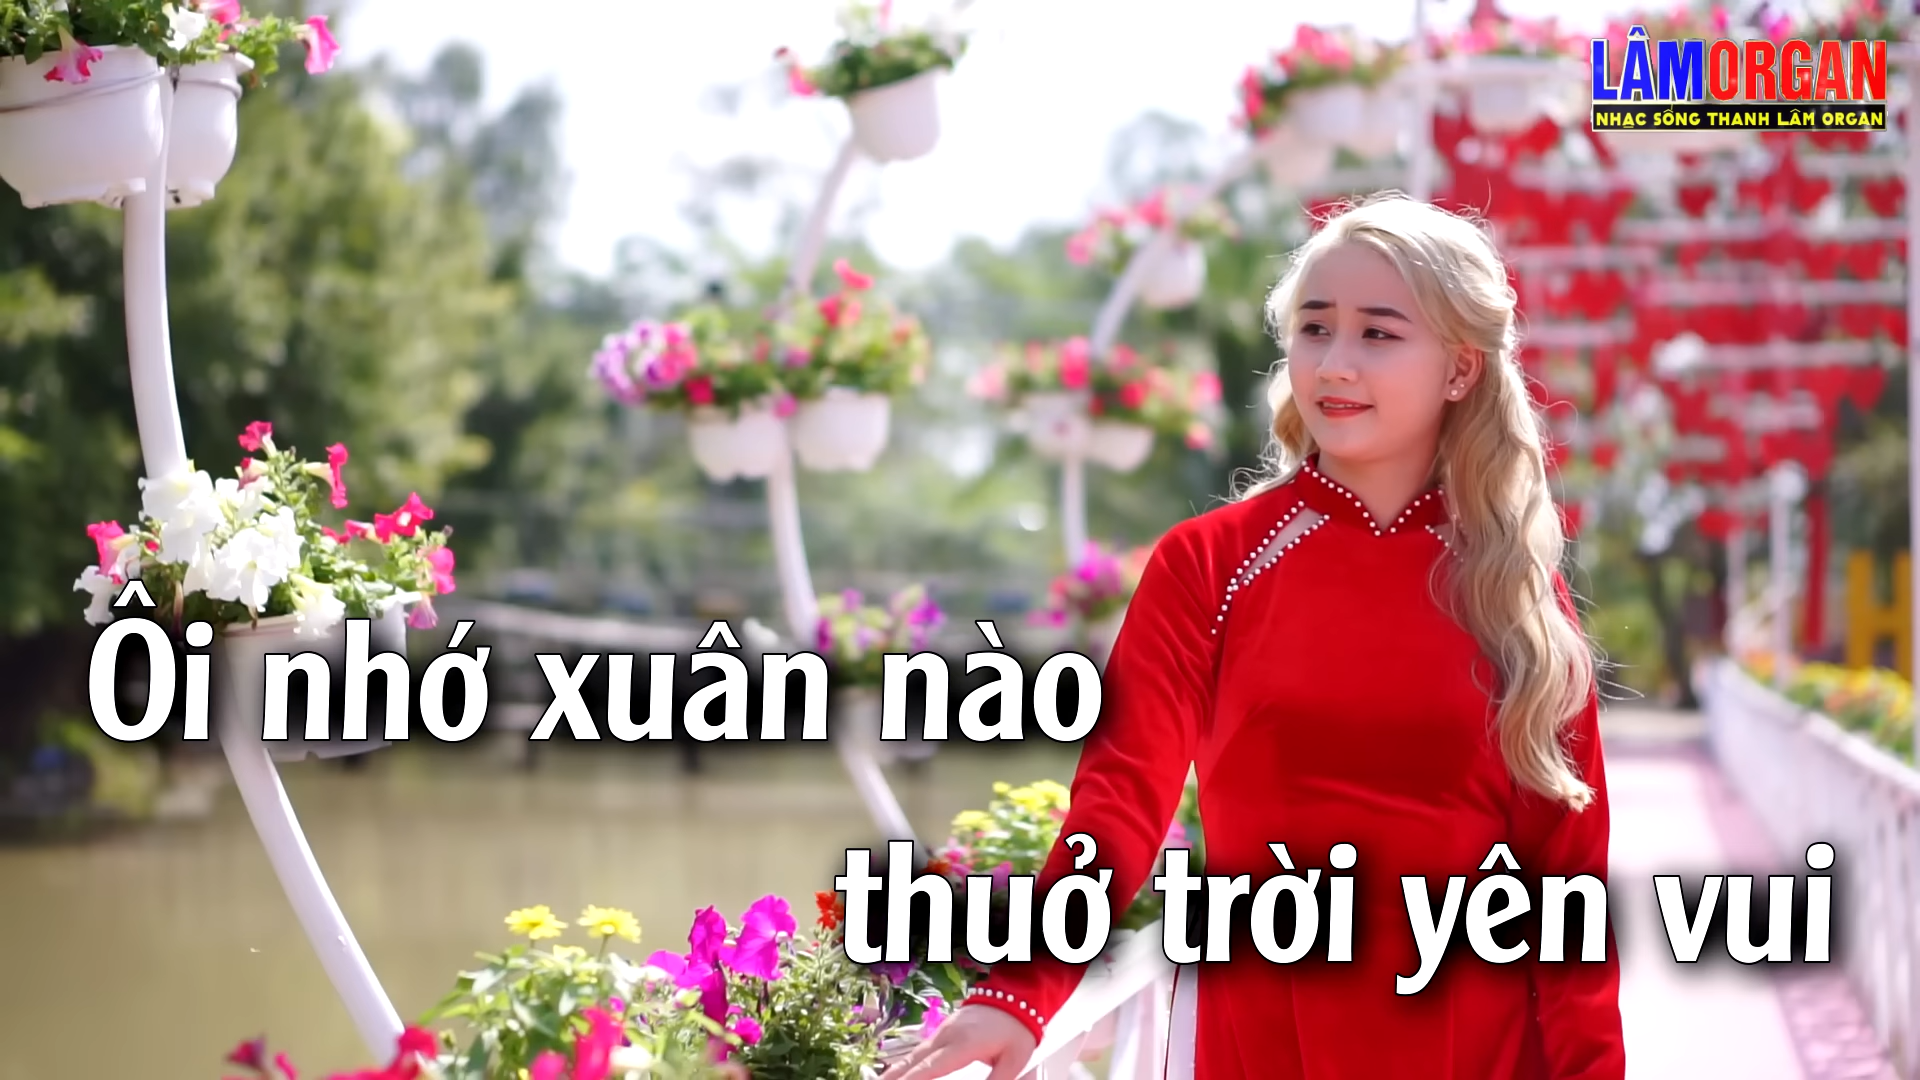 LÂMORGAN
NHẠC SỐNG THANH LÂM ORGAN
Ôi nhớ xuân nào
thuở trời yên vui